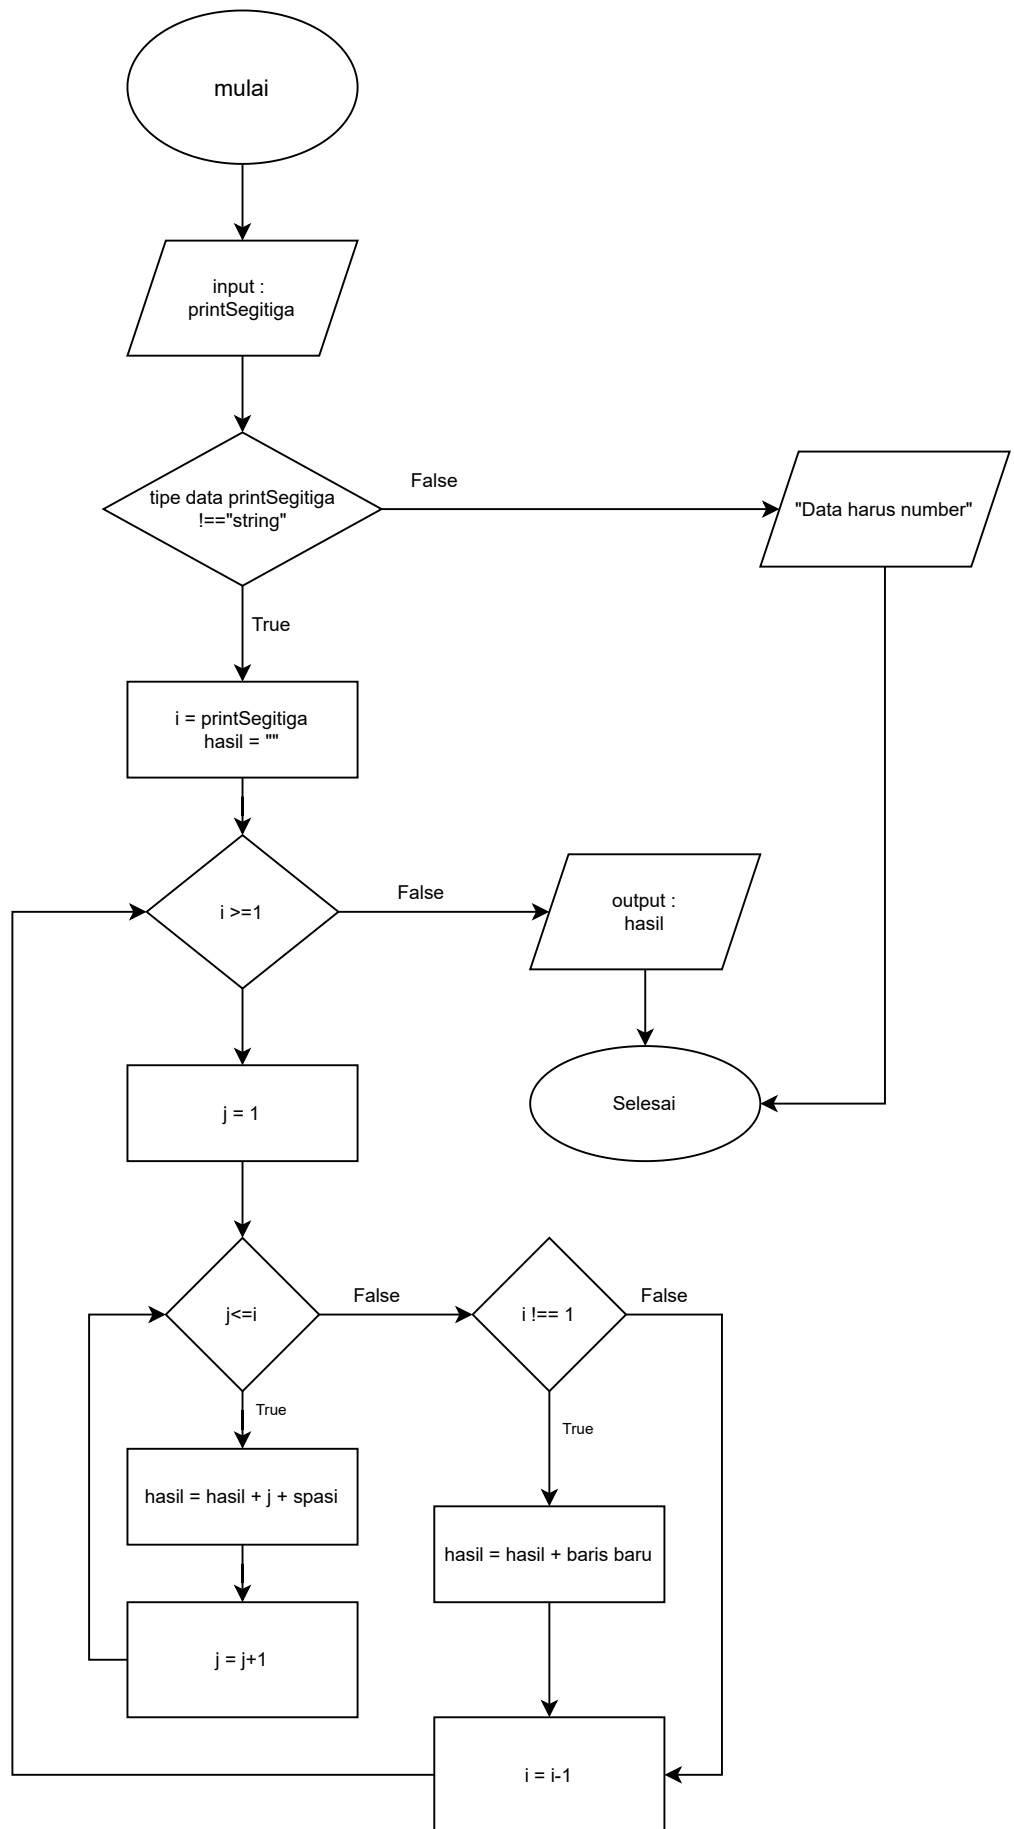 mulai
input :
printSegitiga
tipe data printSegitiga
!=="string"
False
"Data harus number"
True
i = printSegitiga
hasil = ""
i >=1
False
output :
hasil
j = 1
Selesai
j<=i
False
i !== 1
False
True
True
hasil = hasil + j + spasi
hasil = hasil + baris baru
j = j+1
i = i-1